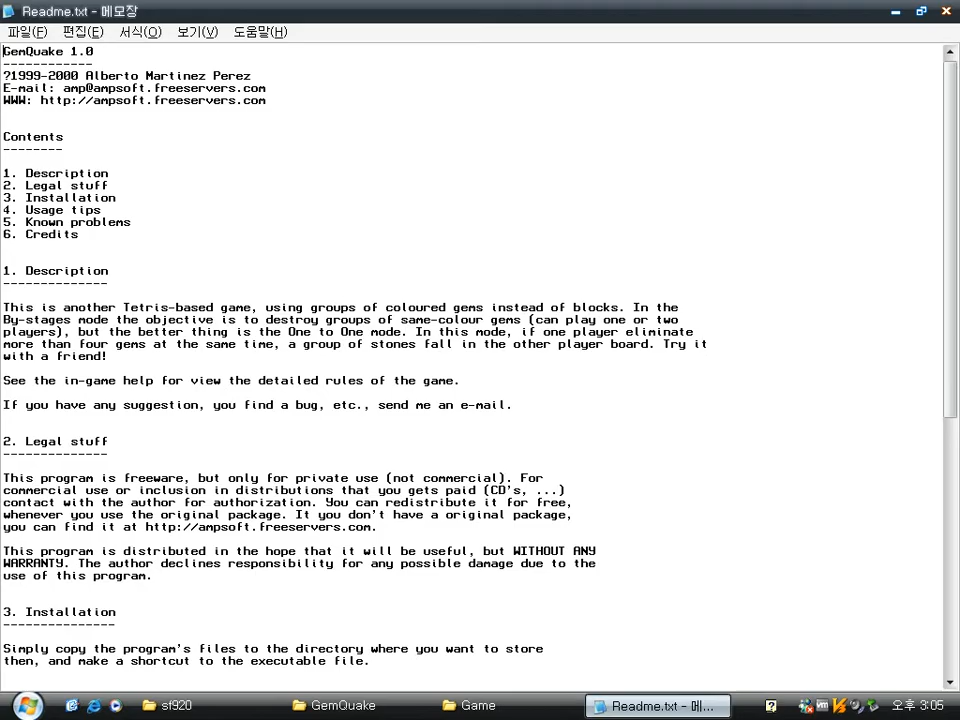 Readme.txt - 메모장
파일(F) 편집(E) 서식(O) 보기(V) 도움말(H)
GemQuake 1.0
------------
?1999-2000 Alberto Martinez Perez
E-mail: amp@ampsoft.freeservers.com
WWW: http://ampsoft.freeservers.com
Contents
--------
1. Description
2. Legal stuff
3. Installation
4. Usage tips
5. Known problems
6. Credits
1. Description
--------------
This is another Tetris-based game, using groups of coloured gems instead of blocks. In the
By-stages mode the objective is to destroy groups of same-colour gems (can play one or two
players), but the better thing is the One to One mode. In this mode, if one player eliminate
more than four gems at the same time, a group of stones fall in the other player board. Try it
with a friend!
See the in-game help for view the detailed rules of the game.
If you have any suggestion, you find a bug, etc., send me an e-mail.
2. Legal stuff
--------------
This program is freeware, but only for private use (not commercial). For
commercial use or inclusion in distributions that you gets paid (CD's, ...)
contact with the author for authorization. You can redistribute it for free,
whenever you use the original package. It you don't have a original package,
you can find it at http://ampsoft.freeservers.com.
This program is distributed in the hope that it will be useful, but WITHOUT ANY
WARRANTY. The author declines responsibility for any possible damage due to the
use of this program.
3. Installation
---------------
Simply copy the program's files to the directory where you want to store
then, and make a shortcut to the executable file.
sf920 GemQuake Game Readme.txt - 메... 오후 3:05